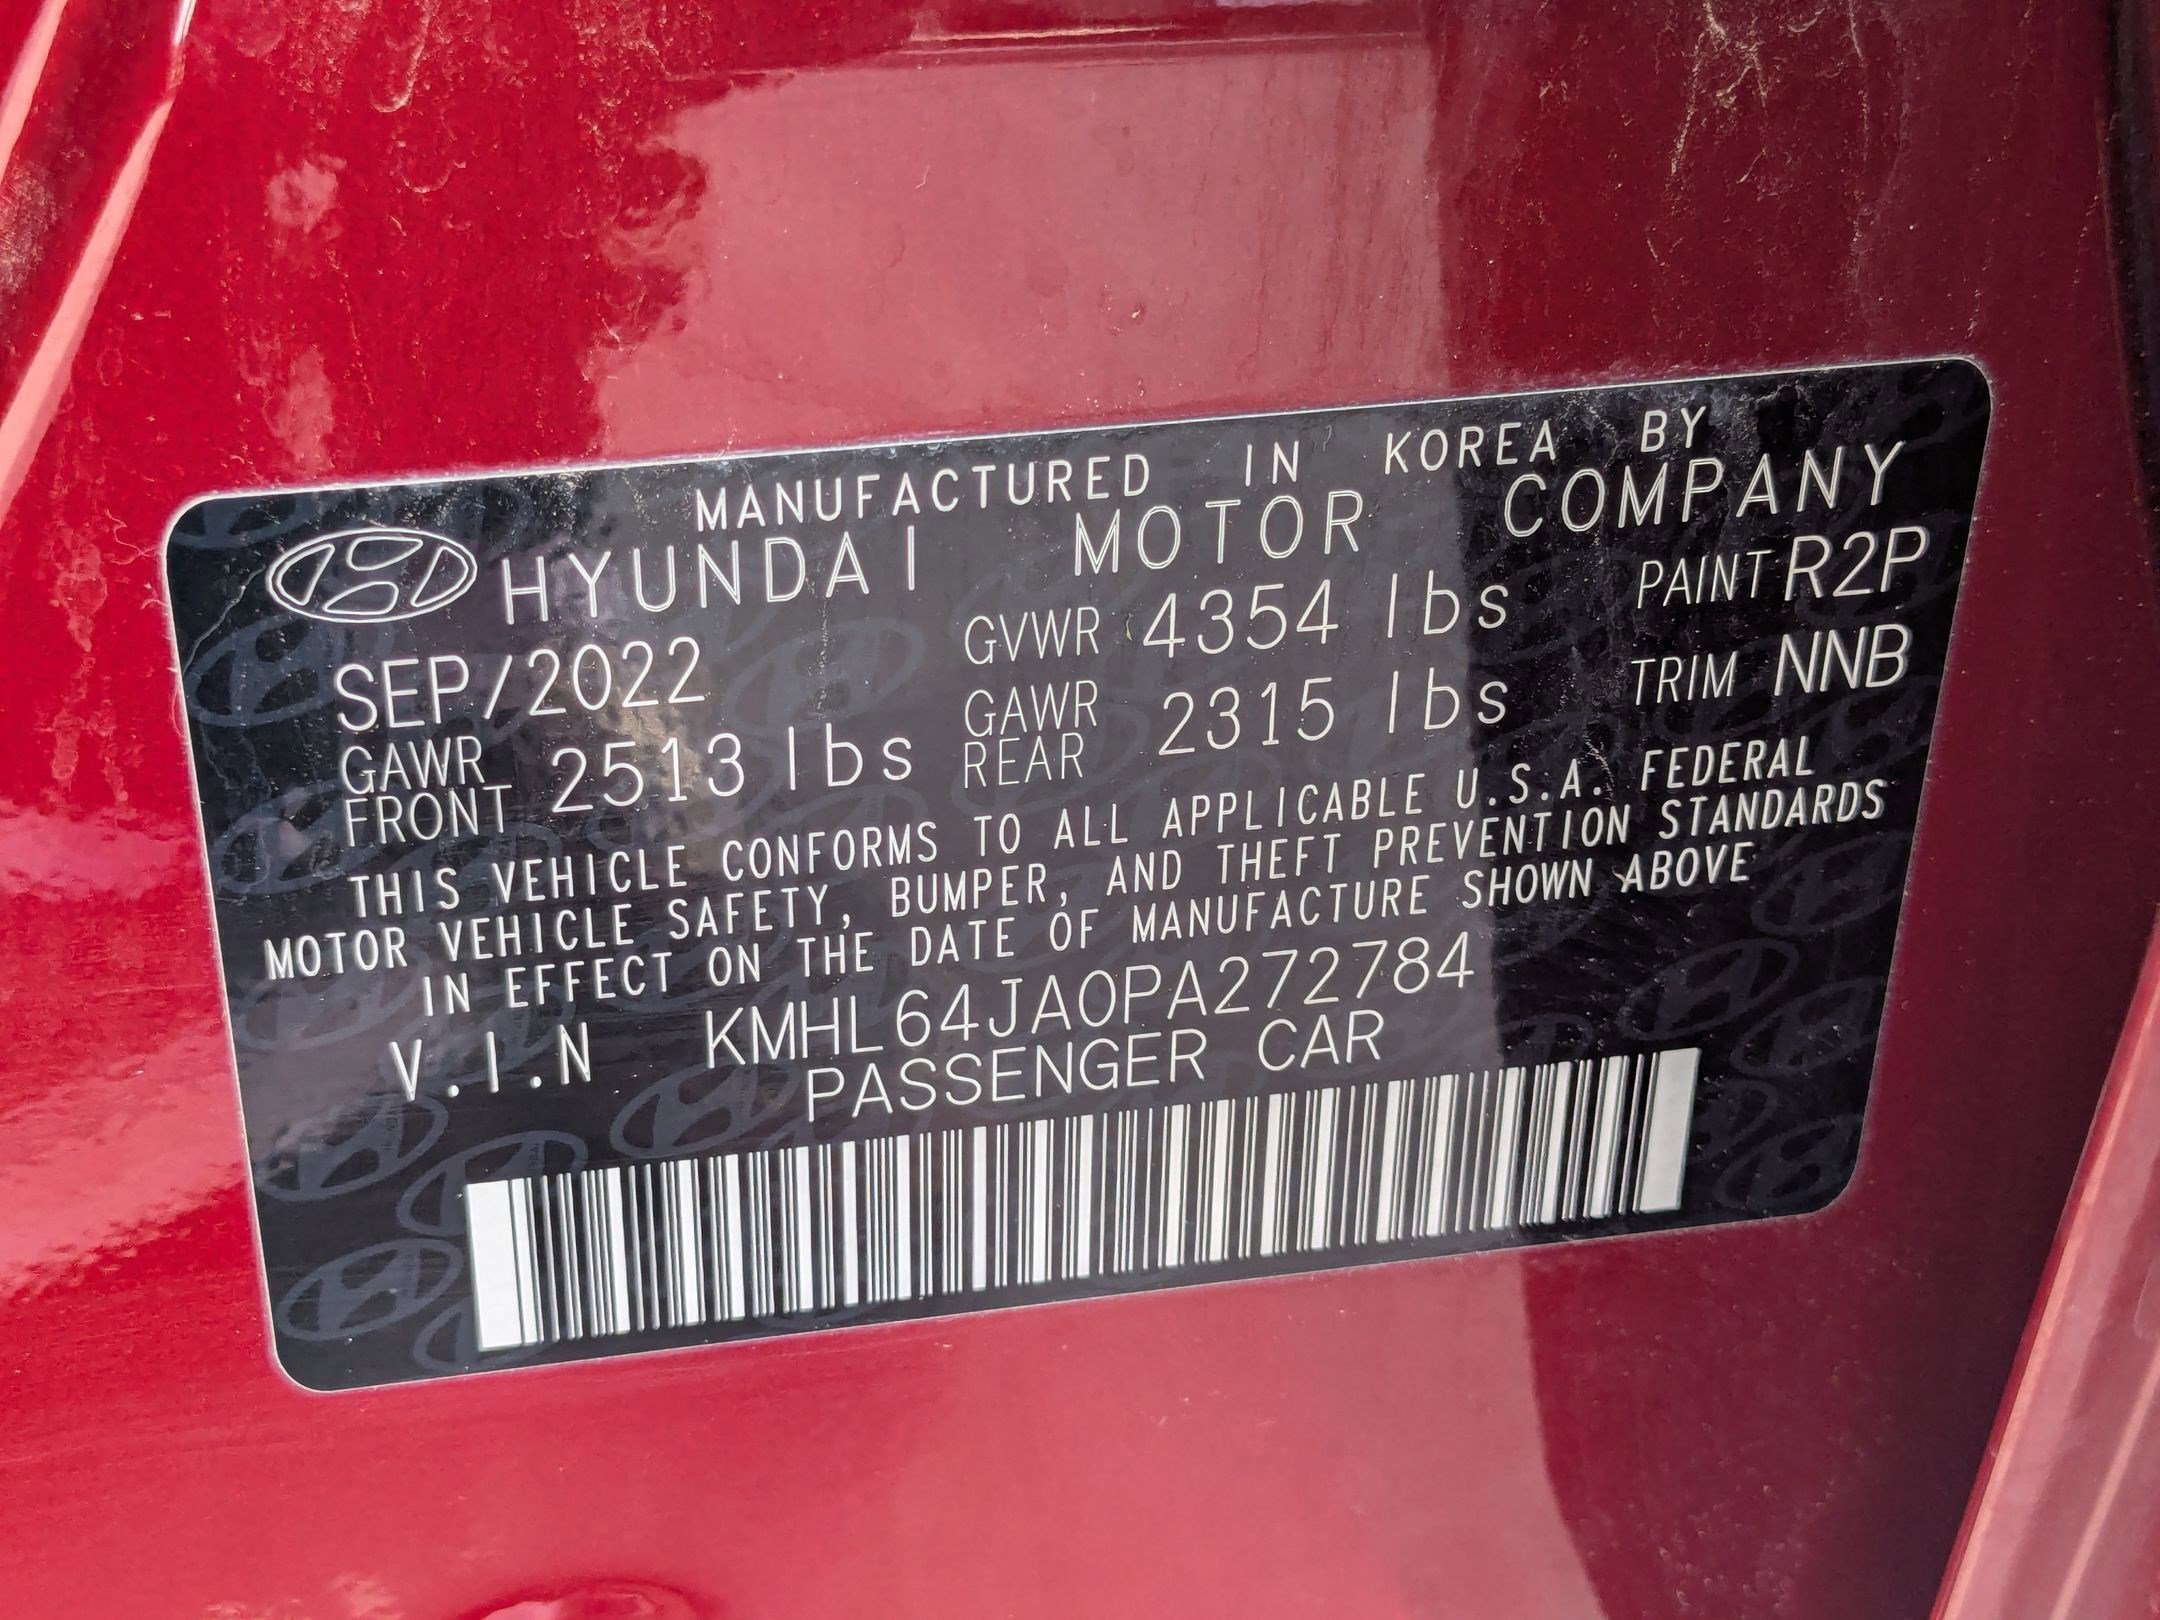 MANUFACTURED IN KOREA BY
HYUNDAI MOTOR COMPANY
SEP/2022 GVWR 4354 lbs PAINT R2P
GAWR FRONT 2513 lbs GAWR REAR 2315 lbs TRIM NNB
THIS VEHICLE CONFORMS TO ALL APPLICABLE U.S.A. FEDERAL
MOTOR VEHICLE SAFETY, BUMPER, AND THEFT PREVENTION STANDARDS
IN EFFECT ON THE DATE OF MANUFACTURE SHOWN ABOVE
V.I.N KMHL64JA0PA272784
PASSENGER CAR